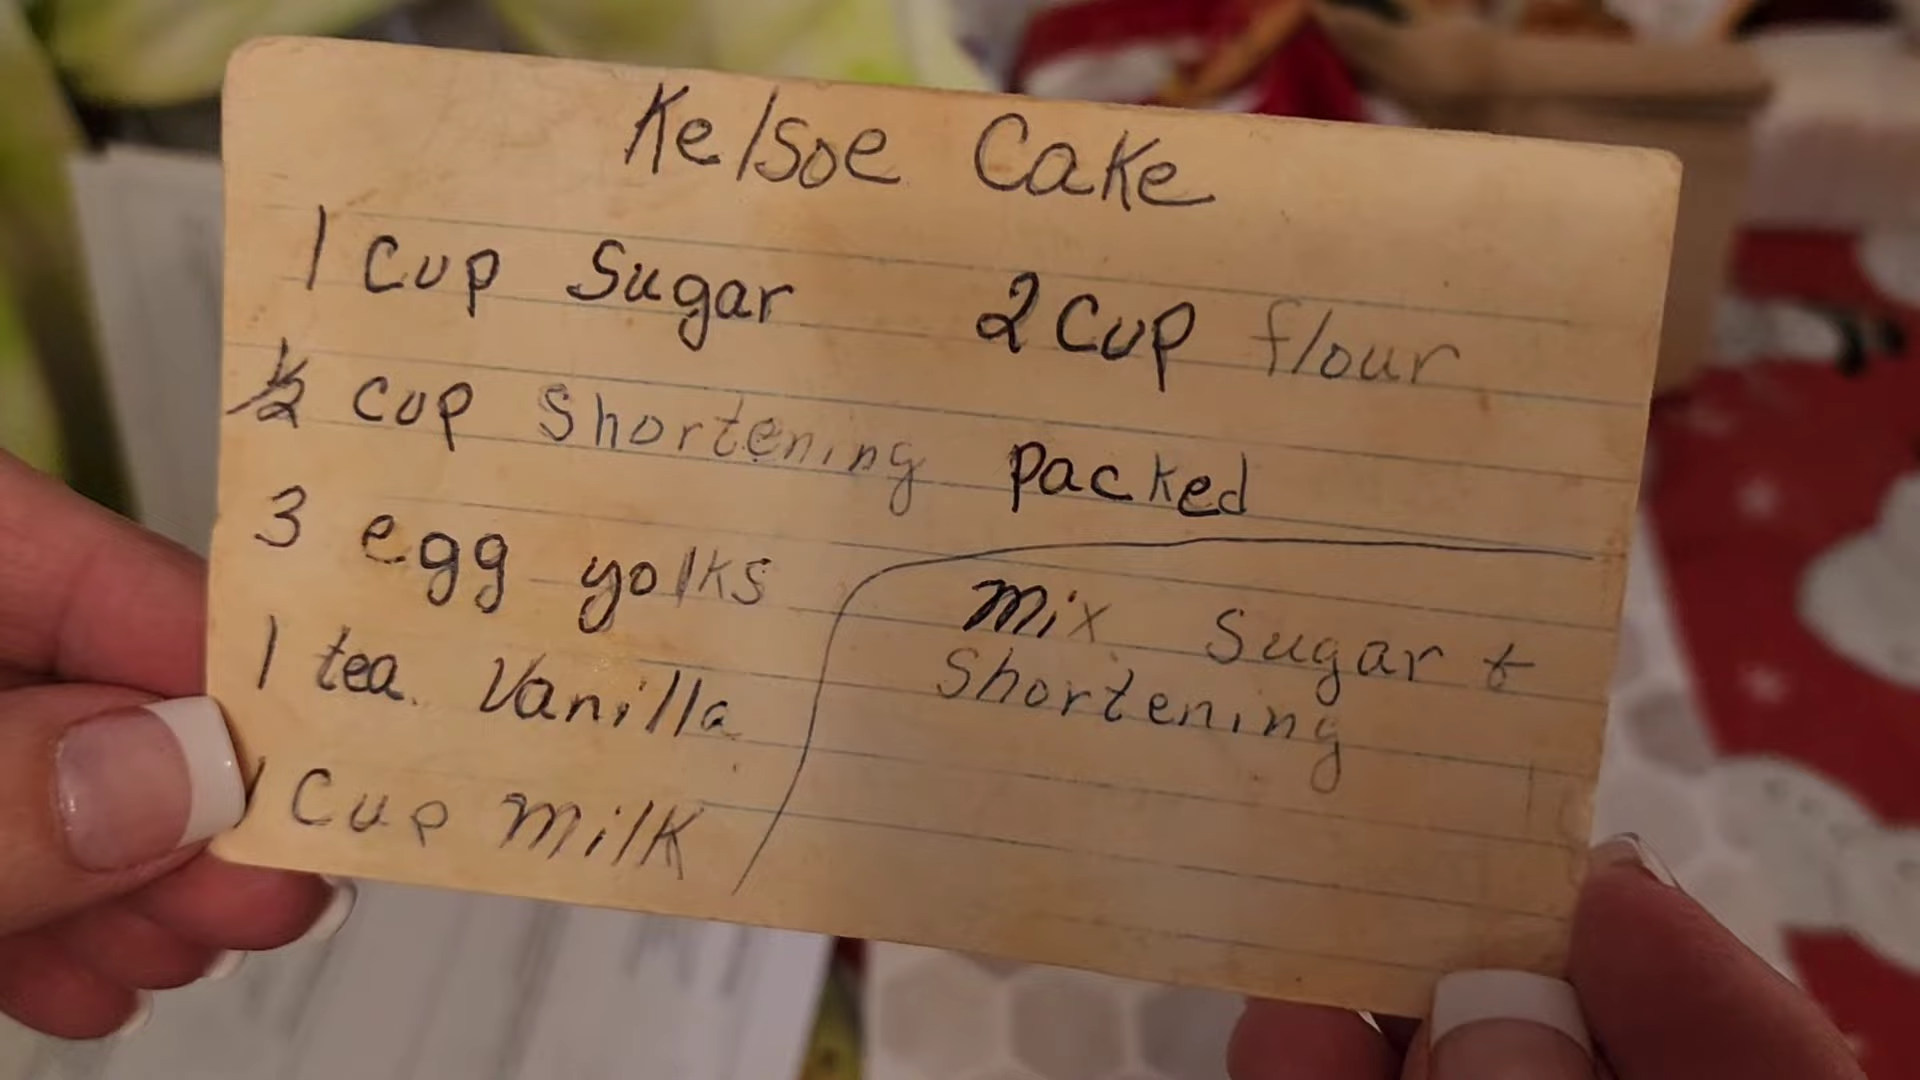 Kelsoe Cake
1 Cup Sugar 2 Cup flour
½ cup Shortening packed
3 egg yolks
1 tea. Vanilla
1 Cup milk
mix Sugar &
Shortening